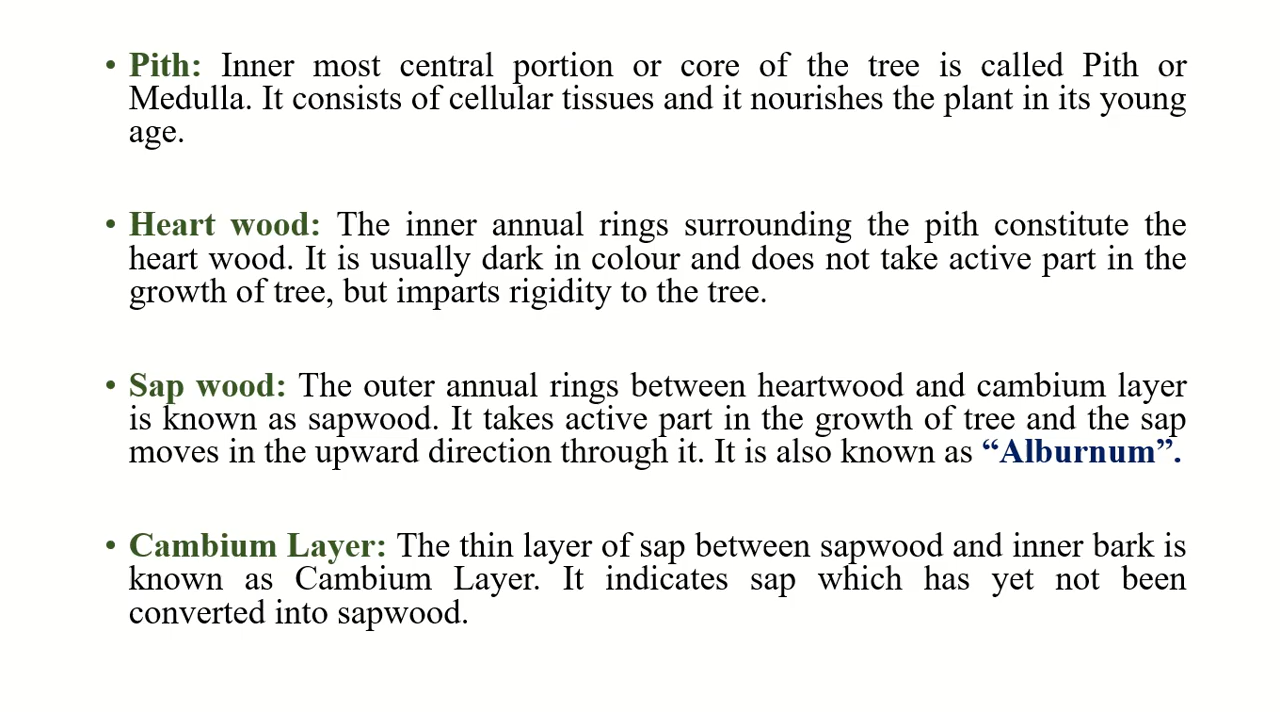 • Pith: Inner most central portion or core of the tree is called Pith or
Medulla. It consists of cellular tissues and it nourishes the plant in its young
age.
• Heart wood: The inner annual rings surrounding the pith constitute the
heart wood. It is usually dark in colour and does not take active part in the
growth of tree, but imparts rigidity to the tree.
• Sap wood: The outer annual rings between heartwood and cambium layer
is known as sapwood. It takes active part in the growth of tree and the sap
moves in the upward direction through it. It is also known as “Alburnum”.
• Cambium Layer: The thin layer of sap between sapwood and inner bark is
known as Cambium Layer. It indicates sap which has yet not been
converted into sapwood.